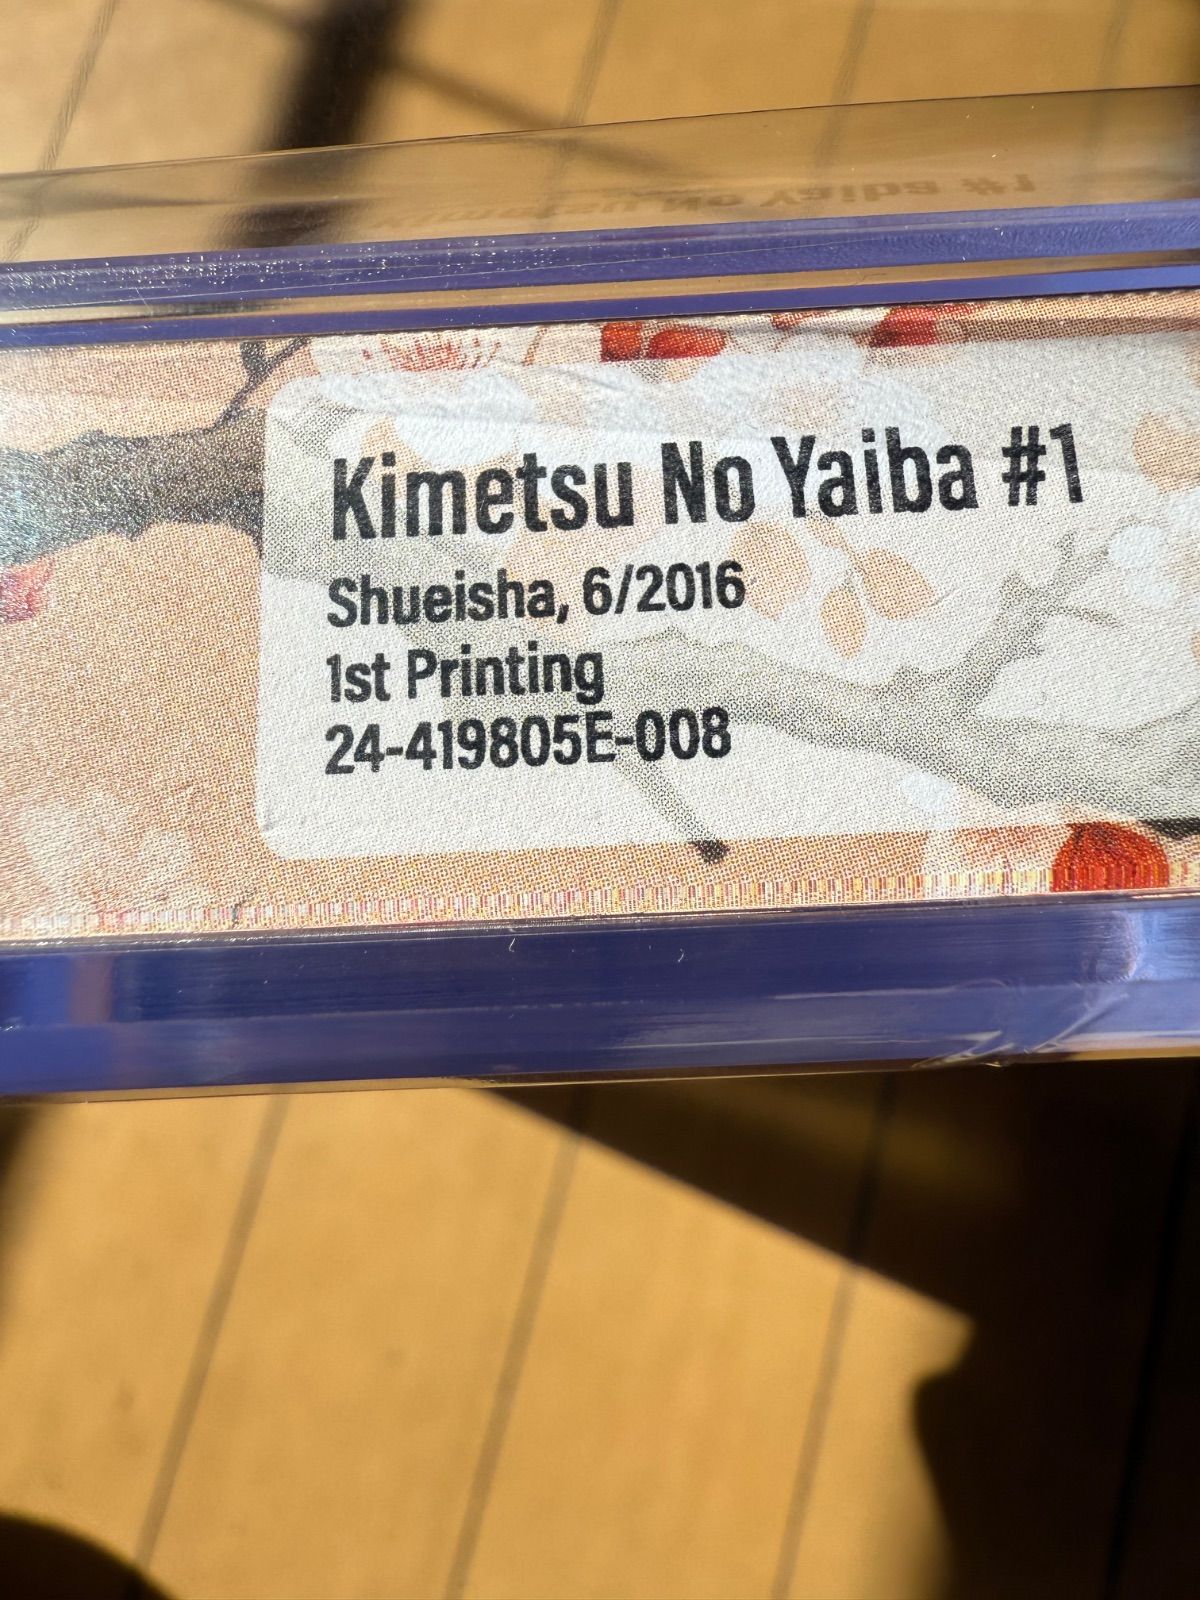 Kimetsu No Yaiba #1
Shueisha, 6/2016
1st Printing
24-419805E-008